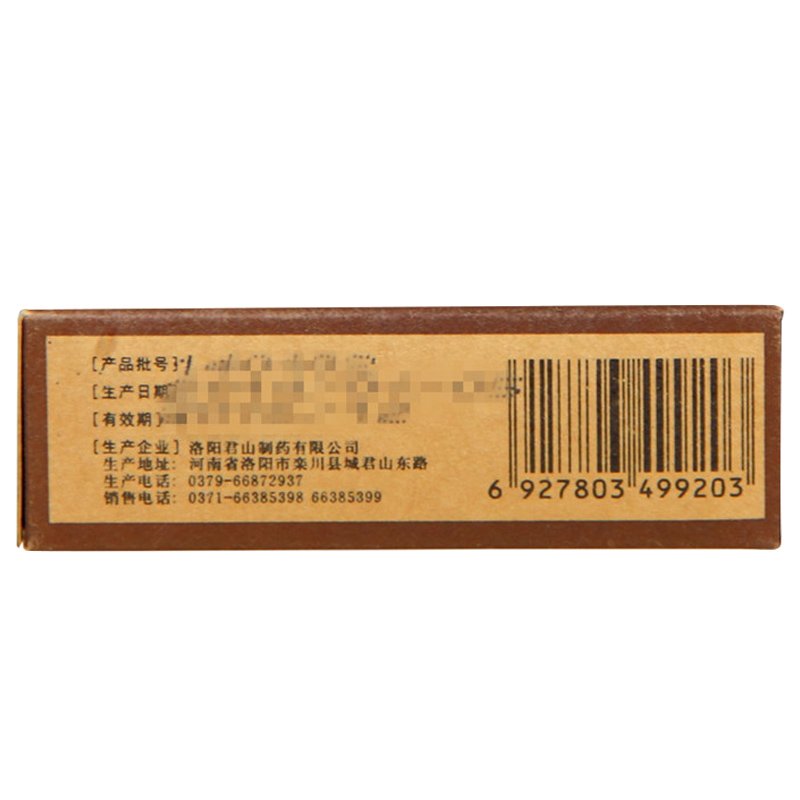 [产品批号]
[生产日期
[有效期]
[生产企业] 洛阳君山制药有限公司
生产地址: 河南省洛阳市栾川县城君山东路
生产电话: 0379-66872937
销售电话: 0371-66385398 66385399
6 927803 499203